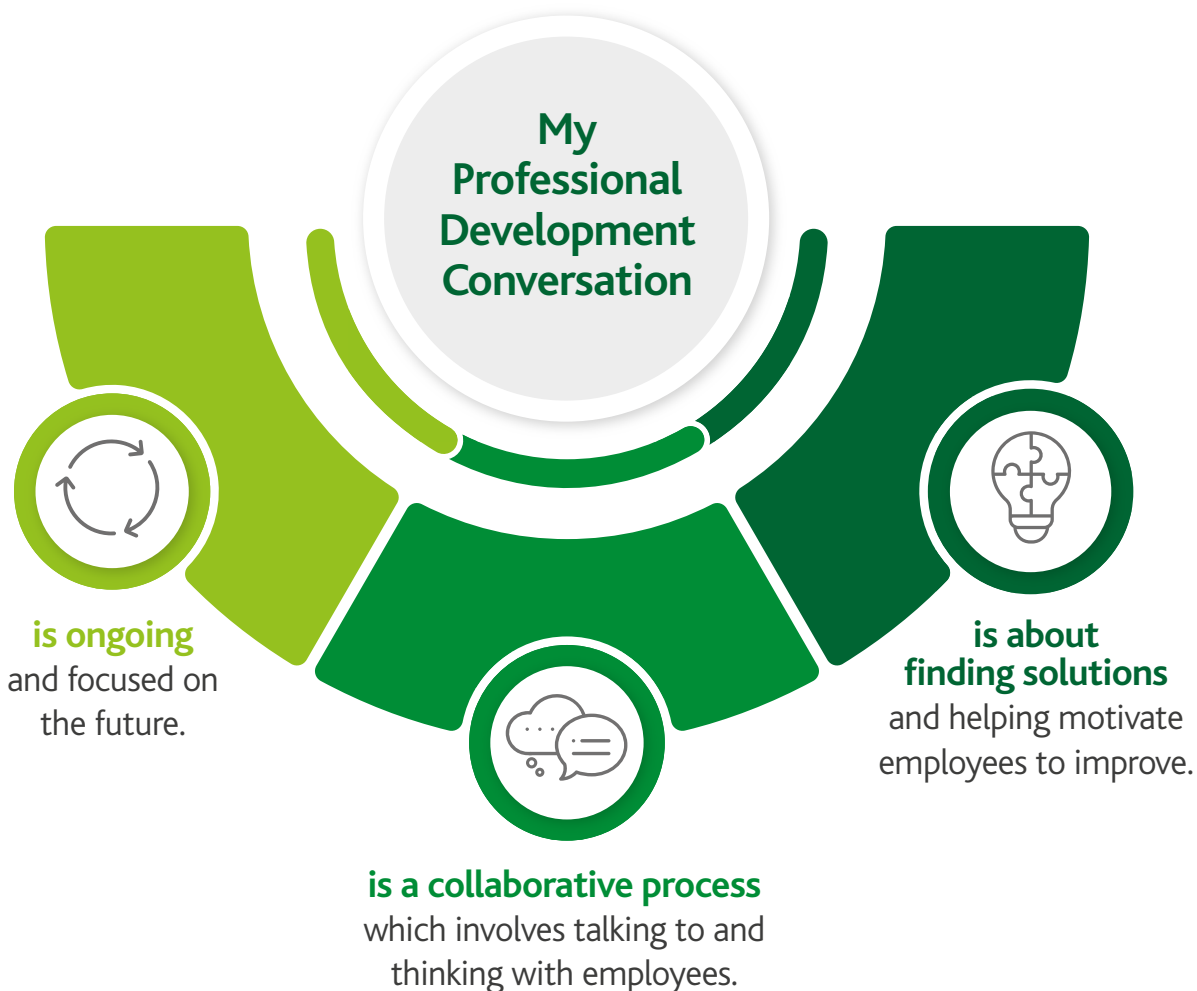 My
Professional
Development
Conversation
is ongoing
and focused on
the future.
is a collaborative process
which involves talking to and
thinking with employees.
is about
finding solutions
and helping motivate
employees to improve.